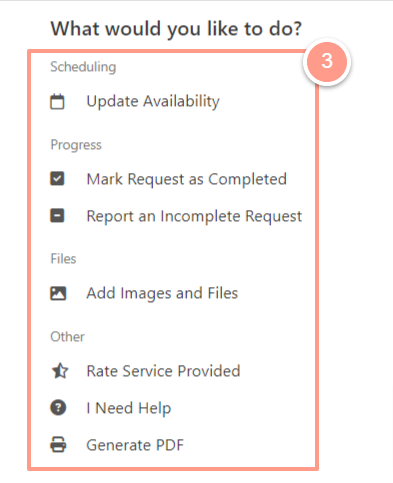 What would you like to do?
3
Scheduling
Update Availability
Progress
Mark Request as Completed
Report an Incomplete Request
Files
Add Images and Files
Other
Rate Service Provided
? I Need Help
Generate PDF